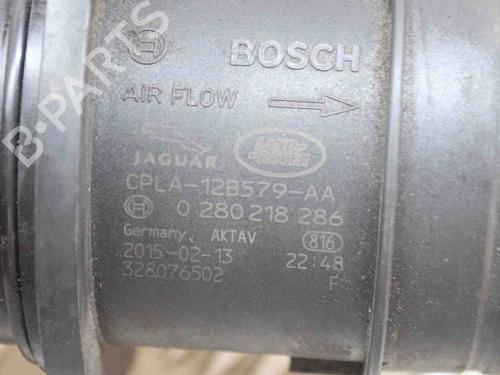 BOSCH
AIR FLOW
JAGUAR LAND ROVER
CPLA-12B579-AA
0 280 218 286
Germany AKTAV 816
2015-02-13 22:48
328076502 F
B-PARTS